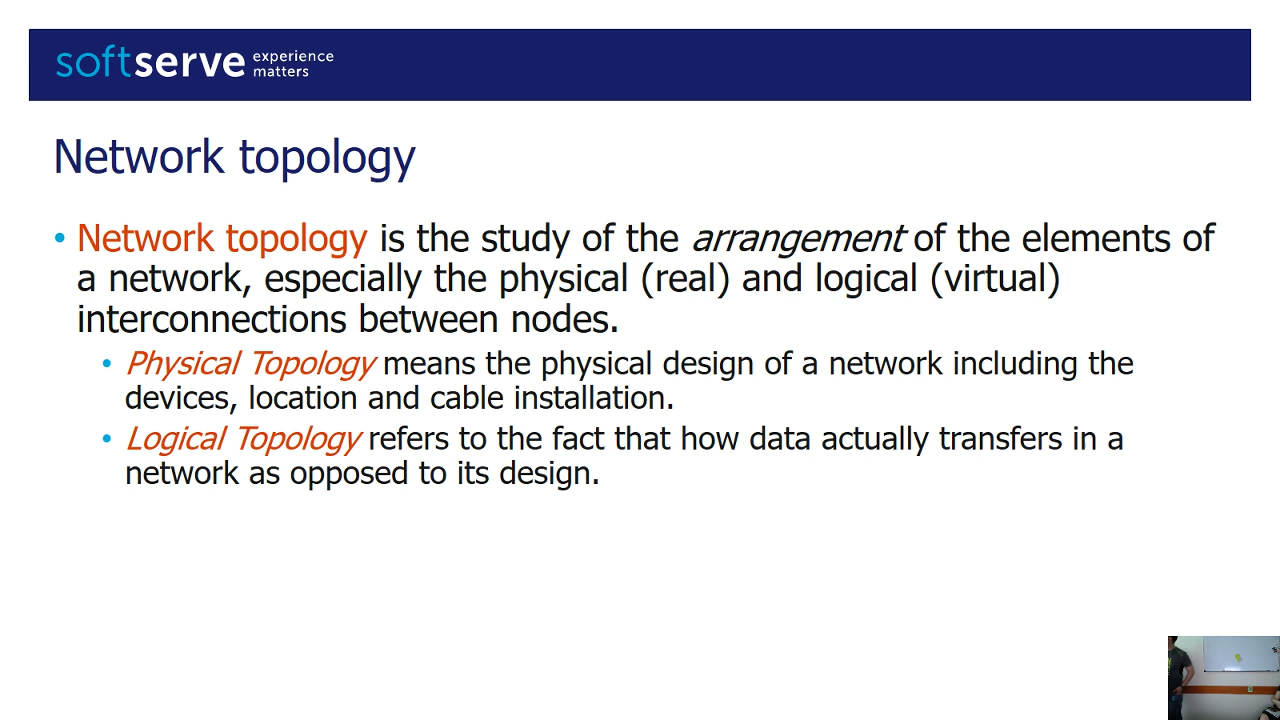 softserve experience matters
Network topology
• Network topology is the study of the arrangement of the elements of
a network, especially the physical (real) and logical (virtual)
interconnections between nodes.
• Physical Topology means the physical design of a network including the
devices, location and cable installation.
• Logical Topology refers to the fact that how data actually transfers in a
network as opposed to its design.